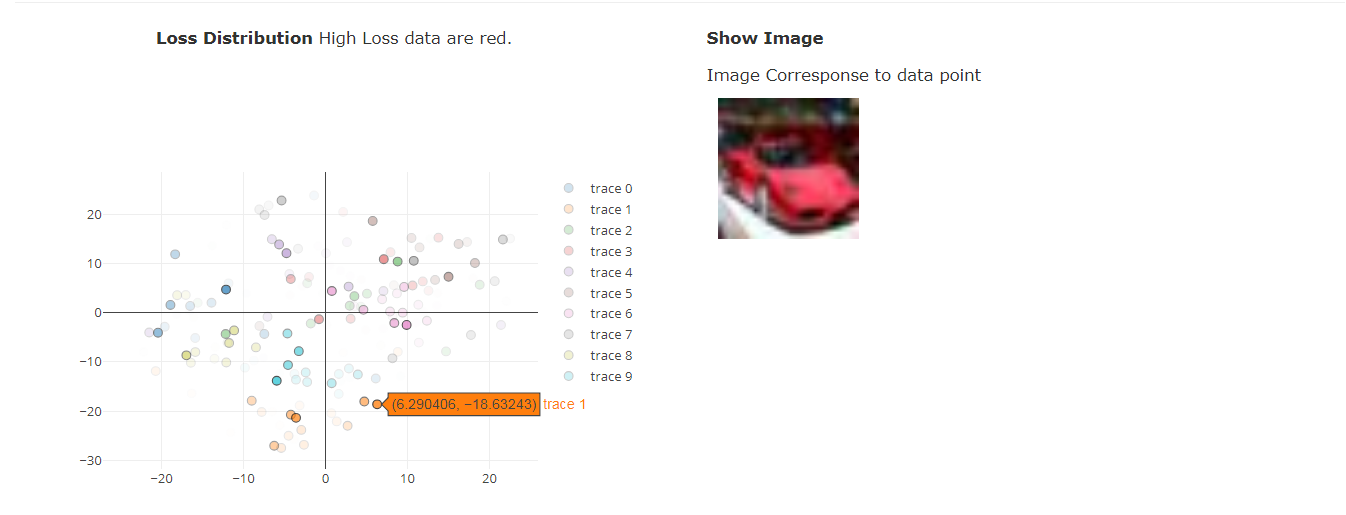 Loss Distribution High Loss data are red.
Show Image
Image Corresponse to data point
trace 0
trace 1
trace 2
trace 3
trace 4
trace 5
trace 6
trace 7
trace 8
trace 9
20
10
0
−10
−20
−30
(6.290406, −18.63243) trace 1
−20 −10 0 10 20